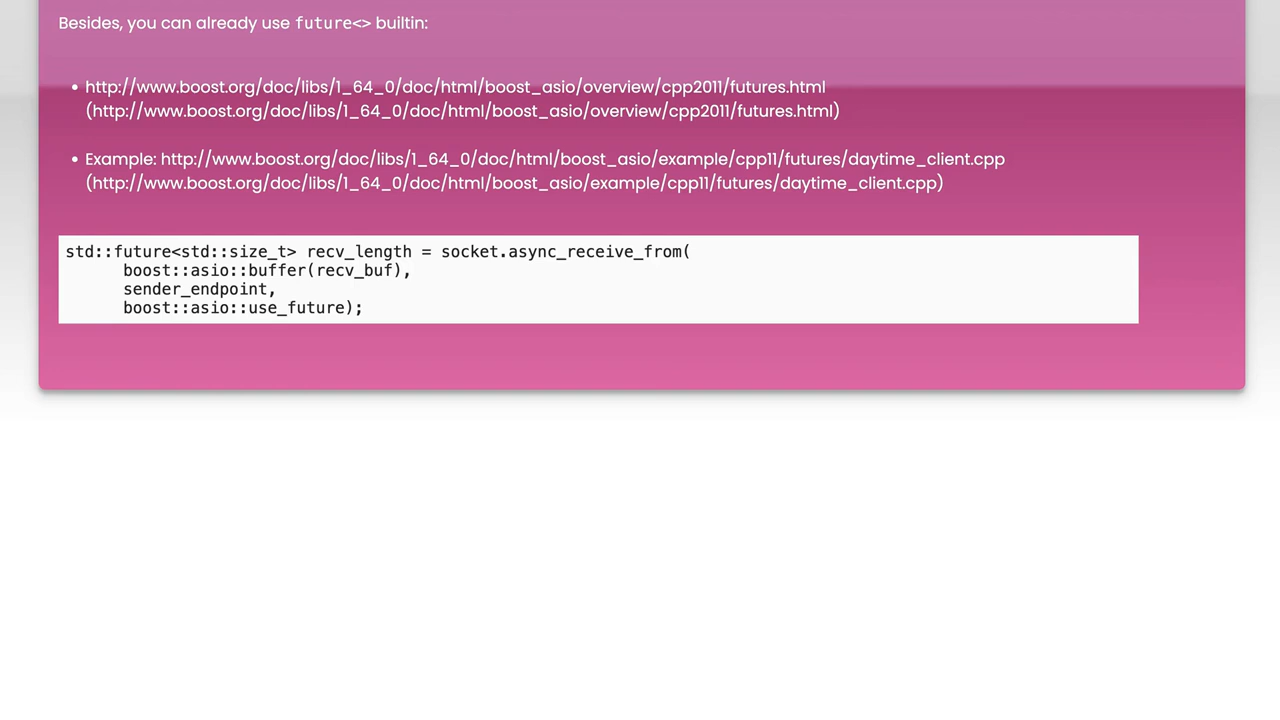 Besides, you can already use future<> builtin:
• http://www.boost.org/doc/libs/1_64_0/doc/html/boost_asio/overview/cpp2011/futures.html
(http://www.boost.org/doc/libs/1_64_0/doc/html/boost_asio/overview/cpp2011/futures.html)
• Example: http://www.boost.org/doc/libs/1_64_0/doc/html/boost_asio/example/cpp11/futures/daytime_client.cpp
(http://www.boost.org/doc/libs/1_64_0/doc/html/boost_asio/example/cpp11/futures/daytime_client.cpp)
std::future<std::size_t> recv_length = socket.async_receive_from(
      boost::asio::buffer(recv_buf),
      sender_endpoint,
      boost::asio::use_future);